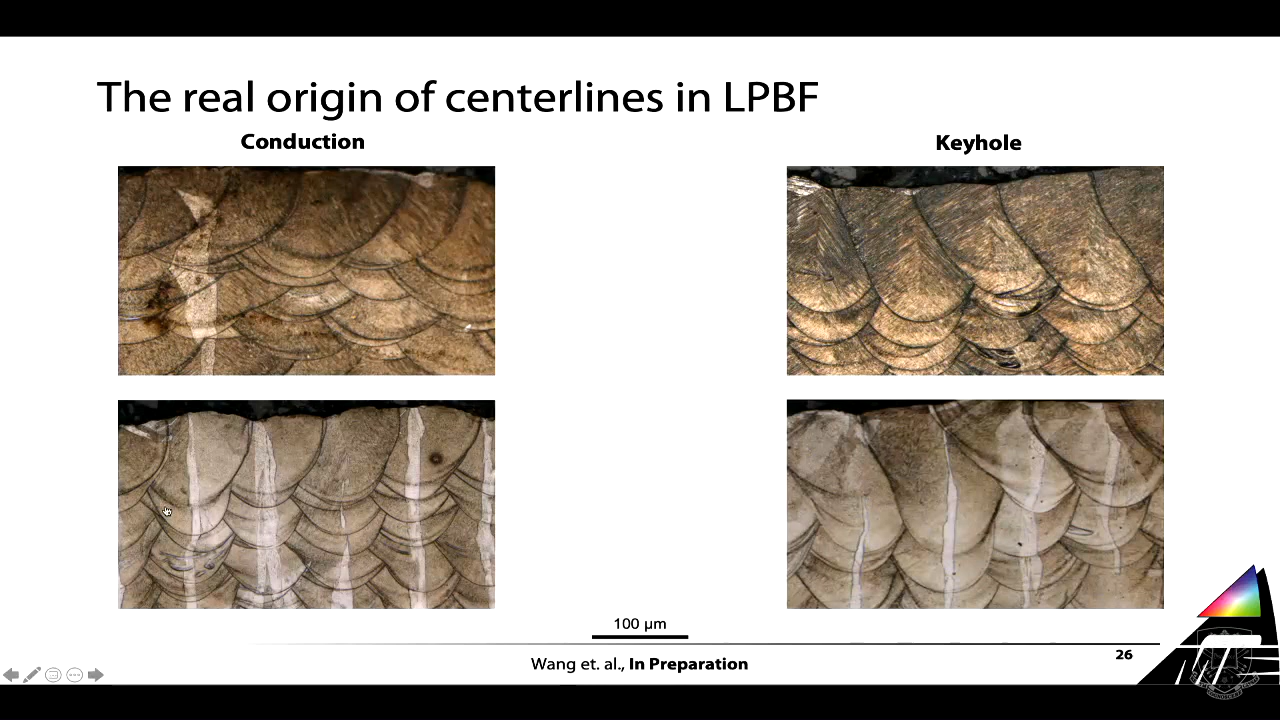 The real origin of centerlines in LPBF
Conduction
Keyhole
100 µm
Wang et. al., In Preparation
26